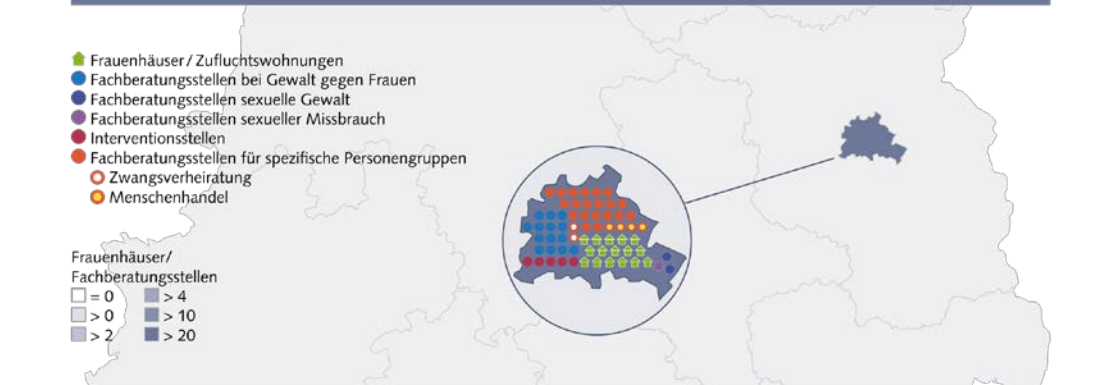 Frauenhäuser / Zufluchtswohnungen
Fachberatungsstellen bei Gewalt gegen Frauen
Fachberatungsstellen sexuelle Gewalt
Fachberatungsstellen sexueller Missbrauch
Interventionsstellen
Fachberatungsstellen für spezifische Personengruppen
Zwangsverheiratung
Menschenhandel
Frauenhäuser/
Fachberatungsstellen
= 0 > 4
> 0 > 10
> 2 > 20